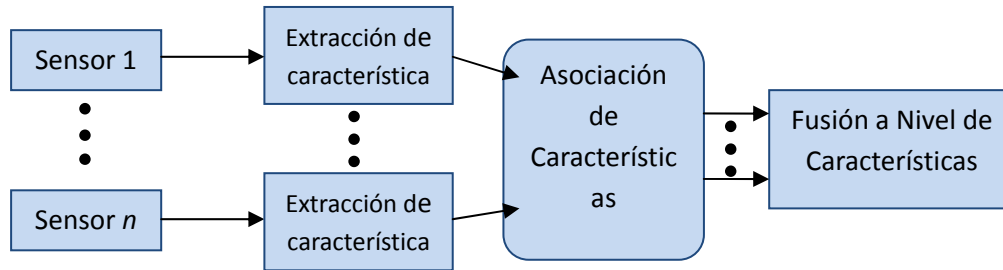 Sensor 1
Extracción de
característica
Asociación
de
Característic
as
Fusión a Nivel de
Características
Sensor n
Extracción de
característica